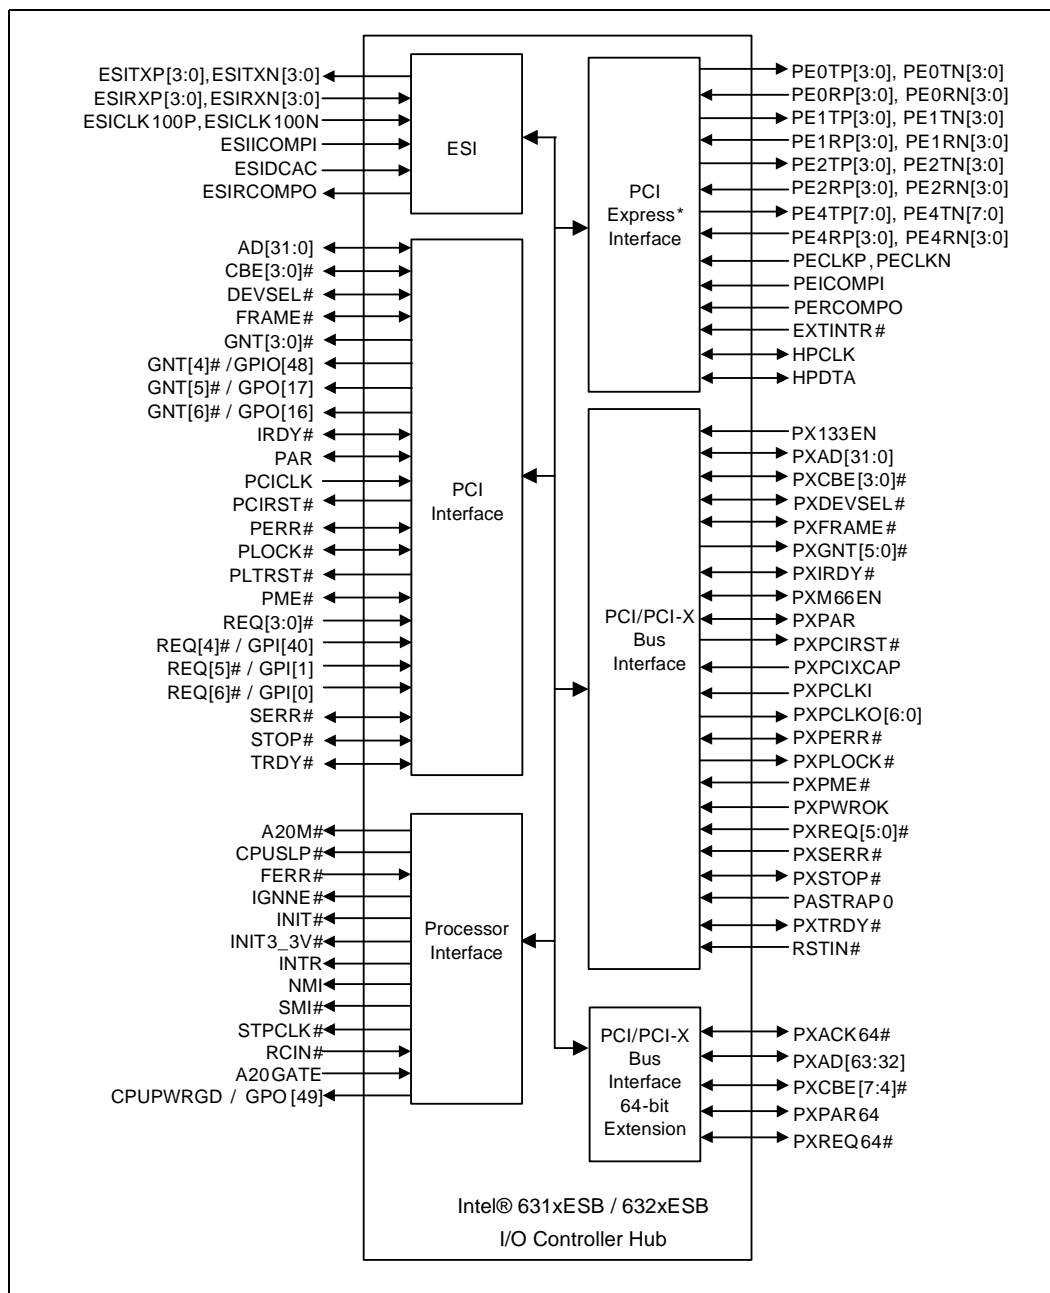 ESITXP[3:0],ESITXN[3:0]
ESIRXP[3:0],ESIRXN[3:0]
ESICLK100P,ESICLK100N
ESIICOMPI
ESIDCAC
ESIRCOMPO
ESI
AD[31:0]
CBE[3:0]#
DEVSEL#
FRAME#
GNT[3:0]#
GNT[4]# /GPIO[48]
GNT[5]# / GPO[17]
GNT[6]# / GPO[16]
IRDY#
PAR
PCICLK
PCIRST#
PERR#
PLOCK#
PLTRST#
PME#
REQ[3:0]#
REQ[4]# / GPI[40]
REQ[5]# / GPI[1]
REQ[6]# / GPI[0]
SERR#
STOP#
TRDY#
PCI
Interface
A20M#
CPUSLP#
FERR#
IGNNE#
INIT#
INIT3_3V#
INTR
NMI
SMI#
STPCLK#
RCIN#
A20GATE
CPUPWRGD / GPO[49]
Processor
Interface
PCI
Express*
Interface
PE0TP[3:0], PE0TN[3:0]
PE0RP[3:0], PE0RN[3:0]
PE1TP[3:0], PE1TN[3:0]
PE1RP[3:0], PE1RN[3:0]
PE2TP[3:0], PE2TN[3:0]
PE2RP[3:0], PE2RN[3:0]
PE4TP[7:0], PE4TN[7:0]
PE4RP[3:0], PE4RN[3:0]
PECLKP,PECLKN
PEICOMPI
PERCOMPO
EXTINTR#
HPCLK
HPDTA
PCI/PCI-X
Bus
Interface
PX133EN
PXAD[31:0]
PXCBE[3:0]#
PXDEVSEL#
PXFRAME#
PXGNT[5:0]#
PXIRDY#
PXM66EN
PXPAR
PXPCIRST#
PXPCIXCAP
PXPCLKI
PXPCLKO[6:0]
PXPERR#
PXPLOCK#
PXPME#
PXPWROK
PXREQ[5:0]#
PXSERR#
PXSTOP#
PASTRAP0
PXTRDY#
RSTIN#
PCI/PCI-X
Bus
Interface
64-bit
Extension
PXACK64#
PXAD[63:32]
PXCBE[7:4]#
PXPAR64
PXREQ64#
Intel® 631xESB / 632xESB
I/O Controller Hub